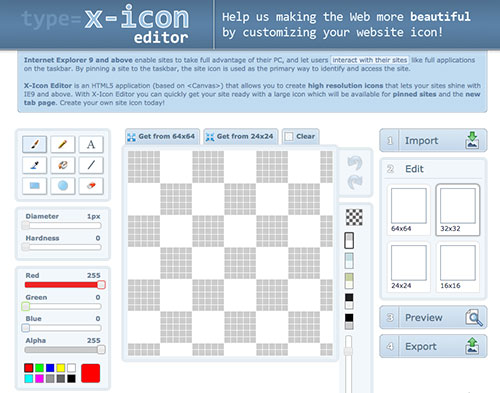 type=x-icon
editor
Help us making the Web more beautiful
by customizing your website icon!
Internet Explorer 9 and above enable sites to take full advantage of their PC, and let users interact with their sites like full applications
on the taskbar. By pinning a site to the taskbar, the site icon is used as the primary way to identify and access the site.
X-Icon Editor is an HTML5 application (based on <Canvas>) that allows you to create high resolution icons that lets your sites shine with
IE9 and above. With X-Icon Editor you can quickly get your site ready with a large icon which will be available for pinned sites and the
new tab page. Create your own site icon today!
Get from 64x64
Get from 24x24
Clear
A
Diameter 1px
Hardness 0
Red 255
Green 0
Blue 0
Alpha 255
1 Import
2 Edit
64x64
32x32
24x24
16x16
3 Preview
4 Export